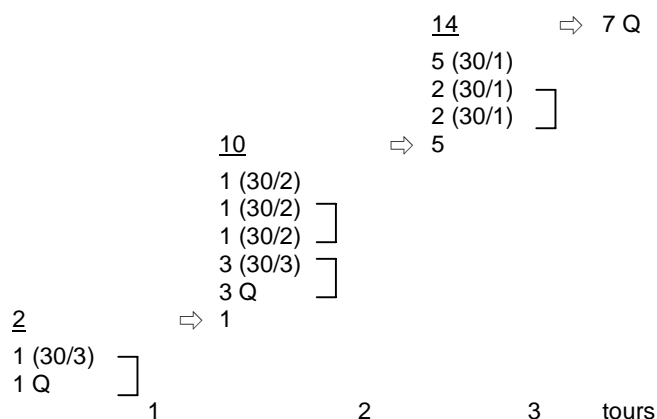 14 ⇨ 7 Q
5 (30/1)
2 (30/1)
2 (30/1)
10 ⇨ 5
1 (30/2)
1 (30/2)
1 (30/2)
3 (30/3)
3 Q
2 ⇨ 1
1 (30/3)
1 Q
1 2 3 tours